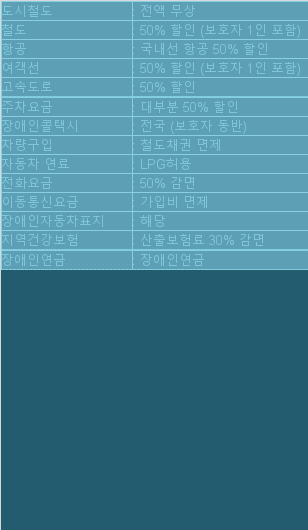 도시철도 : 전액 무상
철도 : 50% 할인 (보호자 1인 포함)
항공 : 국내선 항공 50% 할인
여객선 : 50% 할인 (보호자 1인 포함)
고속도로 : 50% 할인
주차요금 : 대부분 50% 할인
장애인콜택시 : 전국 (보호자 동반)
차량구입 : 철도채권 면제
자동차 연료 : LPG허용
전화요금 : 50% 감면
이동통신요금 : 가입비 면제
장애인자동차표지 : 해당
지역건강보험 : 산출보험료 30% 감면
장애인연금 : 장애인연금